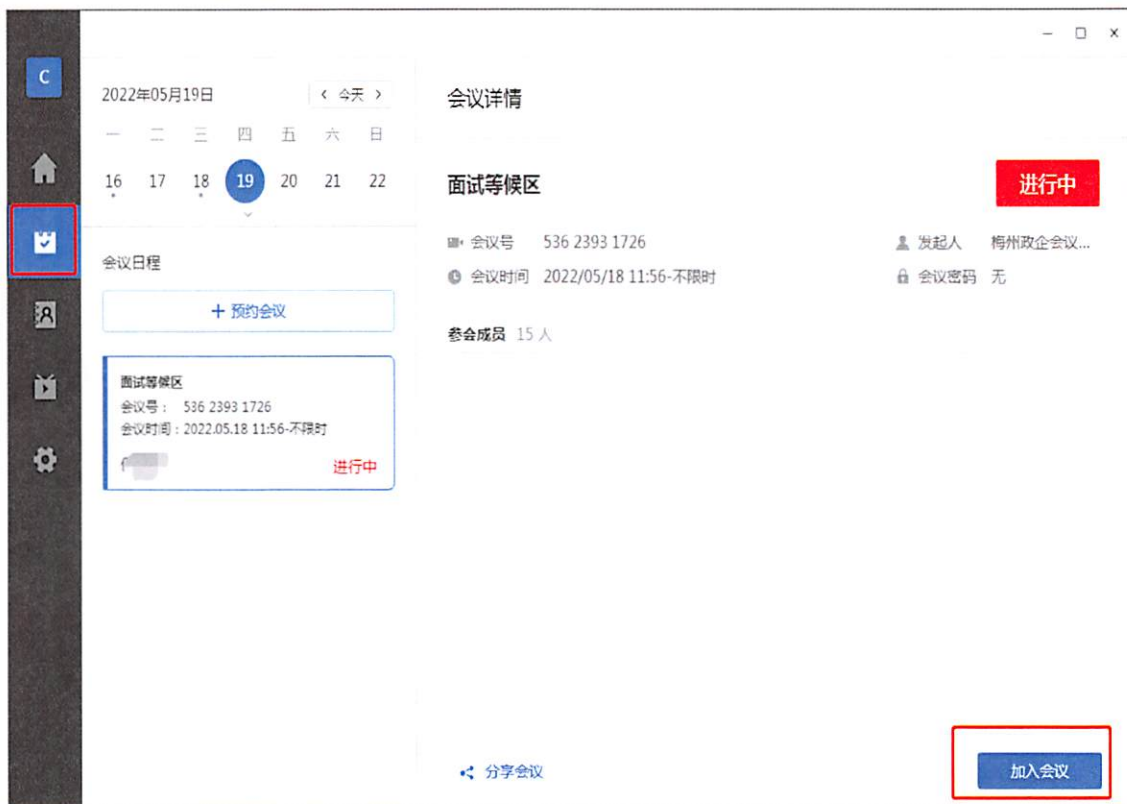 C
2022年05月19日
< 今天 >
一 二 三 四 五 六 日
16 17 18 19 20 21 22
会议日程
+ 预约会议
面试等候区
会议号： 536 2393 1726
会议时间：2022.05.18 11:56-不限时
进行中
会议详情
面试等候区
进行中
会议号 536 2393 1726
发起人 梅州政企会议...
会议时间 2022/05/18 11:56-不限时
会议密码 无
参会成员 15 人
分享会议
加入会议